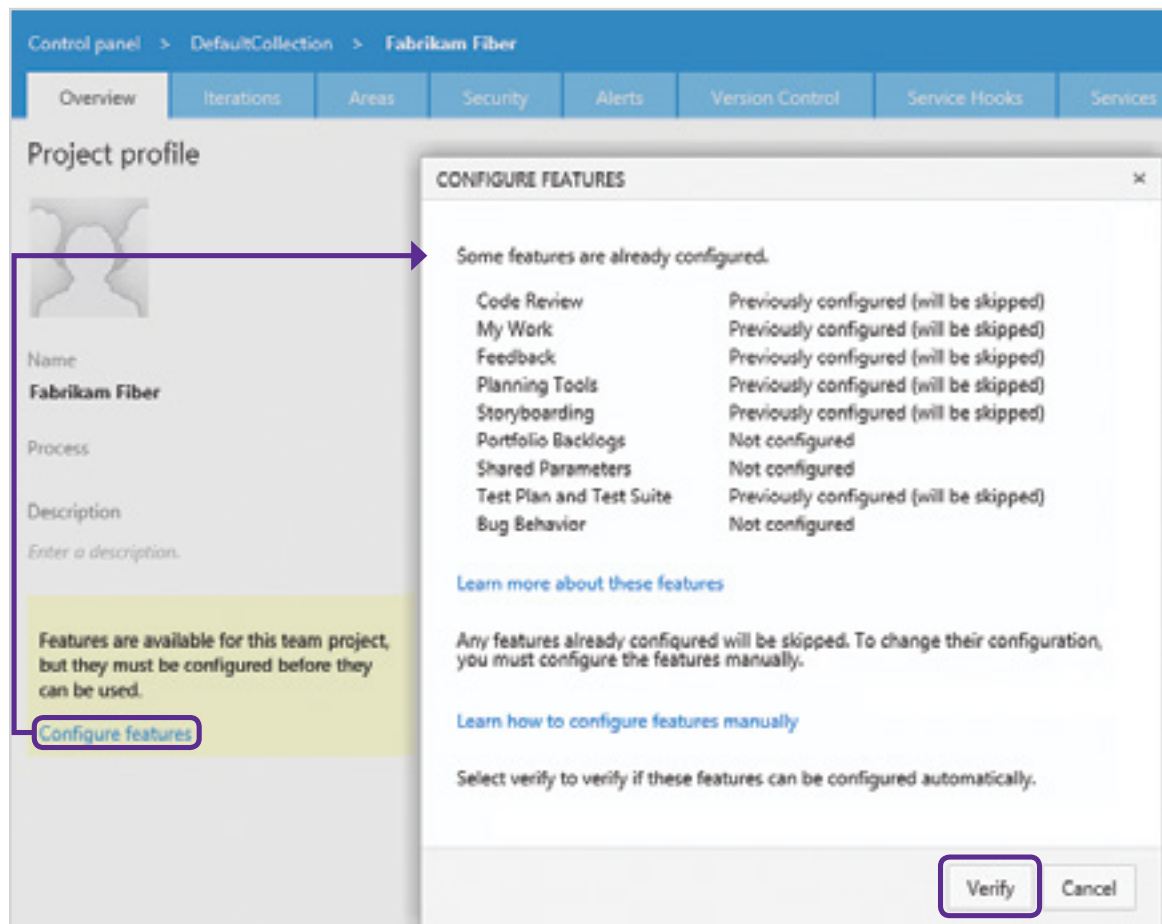 Control panel > DefaultCollection > Fabrikam Fiber
Overview Iterations Areas Security Alerts Version Control Service Hooks Services
Project profile
CONFIGURE FEATURES ×
Some features are already configured.
Code Review Previously configured (will be skipped)
My Work Previously configured (will be skipped)
Feedback Previously configured (will be skipped)
Planning Tools Previously configured (will be skipped)
Storyboarding Previously configured (will be skipped)
Portfolio Backlogs Not configured
Shared Parameters Not configured
Test Plan and Test Suite Previously configured (will be skipped)
Bug Behavior Not configured
Learn more about these features
Any features already configured will be skipped. To change their configuration,
you must configure the features manually.
Learn how to configure features manually
Select verify to verify if these features can be configured automatically.
Verify Cancel
Name
Fabrikam Fiber
Process
Description
Enter a description.
Features are available for this team project,
but they must be configured before they
can be used.
Configure features